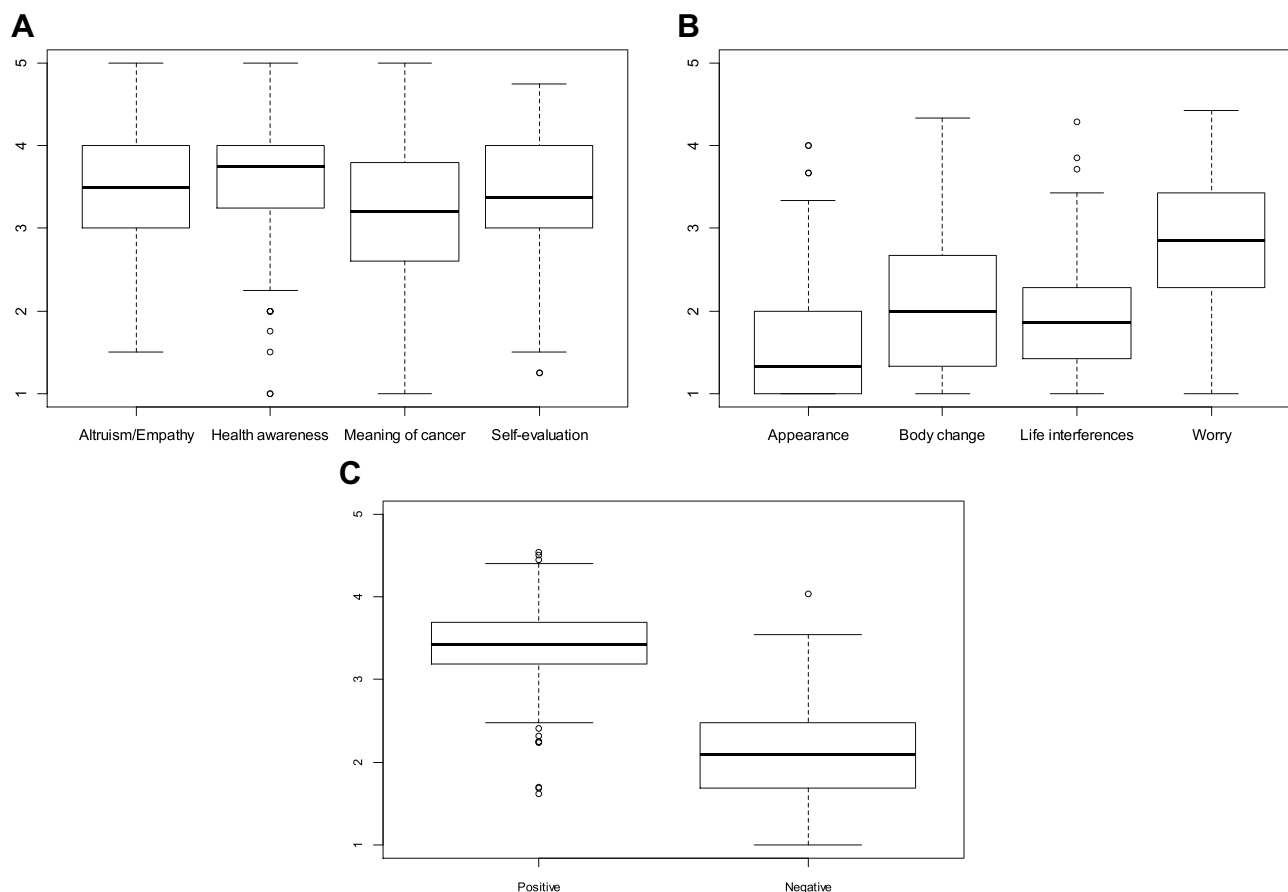 A
5
4
3
2
1
Altruism/Empathy Health awareness Meaning of cancer Self-evaluation
B
5
4
3
2
1
Appearance Body change Life interferences Worry
C
5
4
3
2
1
Positive Negative